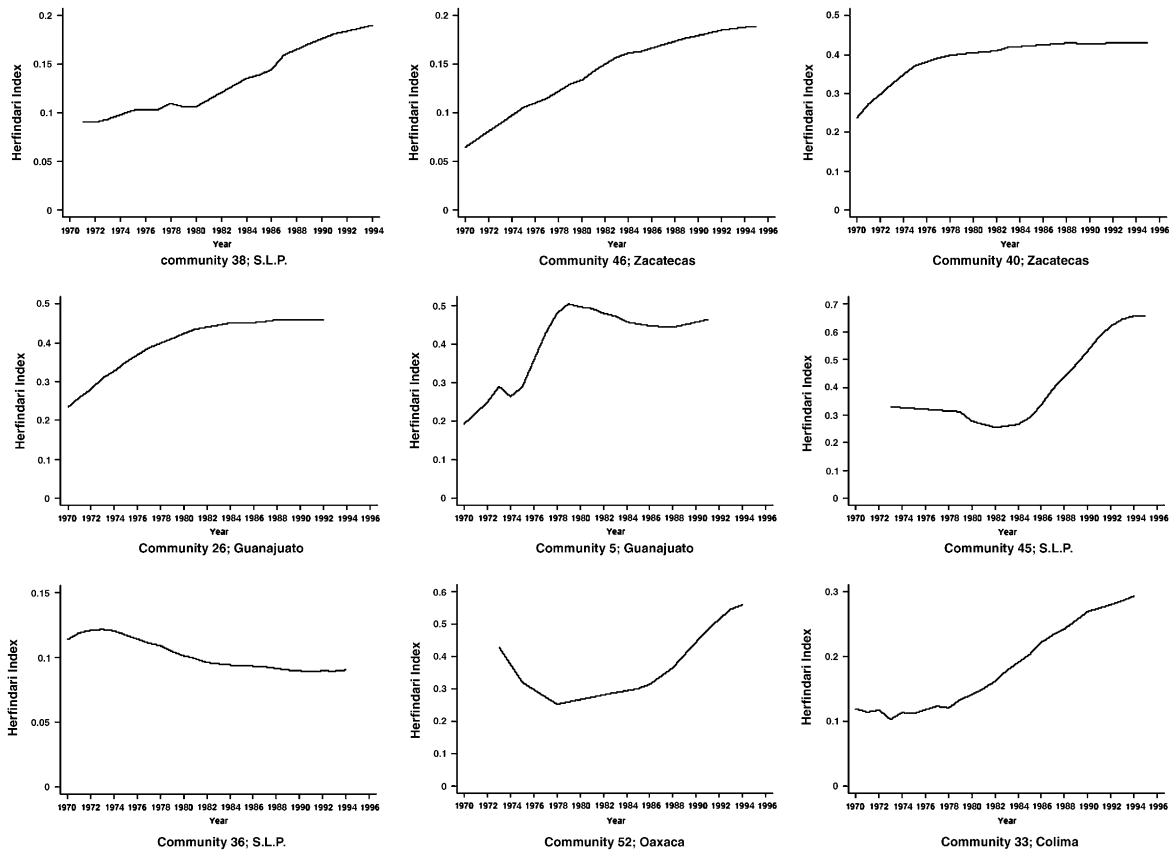 Herfindari Index
0.2
0.15
0.1
0.05
0
1970 1972 1974 1976 1978 1980 1982 1984 1986 1988 1990 1992 1994
Year
community 38; S.L.P.
Herfindari Index
0.2
0.15
0.1
0.05
0
1970 1972 1974 1976 1978 1980 1982 1984 1986 1988 1990 1992 1994 1996
Year
Community 46; Zacatecas
Herfindari Index
0.5
0.4
0.3
0.2
0.1
0
1970 1972 1974 1976 1978 1980 1982 1984 1986 1988 1990 1992 1994 1996
Year
Community 40; Zacatecas
Herfindari Index
0.5
0.4
0.3
0.2
0.1
0
1970 1972 1974 1976 1978 1980 1982 1984 1986 1988 1990 1992 1994 1996
Year
Community 26; Guanajuato
Herfindari Index
0.5
0.4
0.3
0.2
0.1
0
1970 1972 1974 1976 1978 1980 1982 1984 1986 1988 1990 1992 1994 1996
Year
Community 5; Guanajuato
Herfindari Index
0.7
0.6
0.5
0.4
0.3
0.2
0.1
0
1970 1972 1974 1976 1978 1980 1982 1984 1986 1988 1990 1992 1994 1996
Year
Community 45; S.L.P.
Herfindari Index
0.15
0.1
0.05
0
1970 1972 1974 1976 1978 1980 1982 1984 1986 1988 1990 1992 1994 1996
Year
Community 36; S.L.P.
Herfindari Index
0.6
0.5
0.4
0.3
0.2
0.1
0
1970 1972 1974 1976 1978 1980 1982 1984 1986 1988 1990 1992 1994 1996
Year
Community 52; Oaxaca
Herfindari Index
0.3
0.2
0.1
0
1970 1972 1974 1976 1978 1980 1982 1984 1986 1988 1990 1992 1994 1996
Year
Community 33; Colima